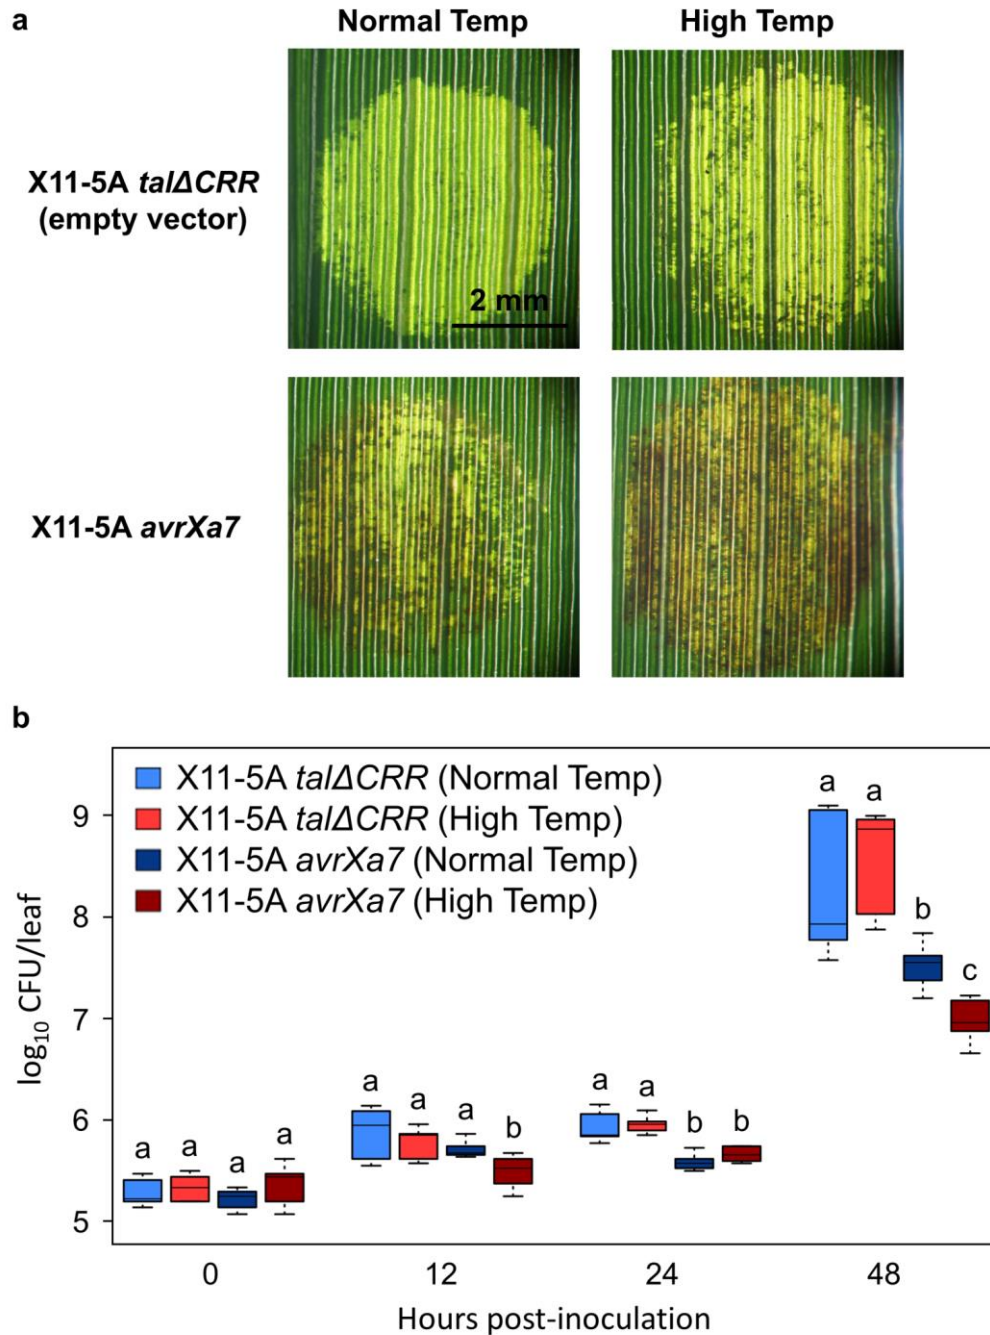 a
Normal Temp
High Temp
X11-5A talΔCRR
(empty vector)
2 mm
X11-5A avrXa7
b
X11-5A talΔCRR (Normal Temp)
X11-5A talΔCRR (High Temp)
X11-5A avrXa7 (Normal Temp)
X11-5A avrXa7 (High Temp)
log10 CFU/leaf
9
8
7
6
5
a a a a
a a a b
a a b b
a a b c
0 12 24 48
Hours post-inoculation